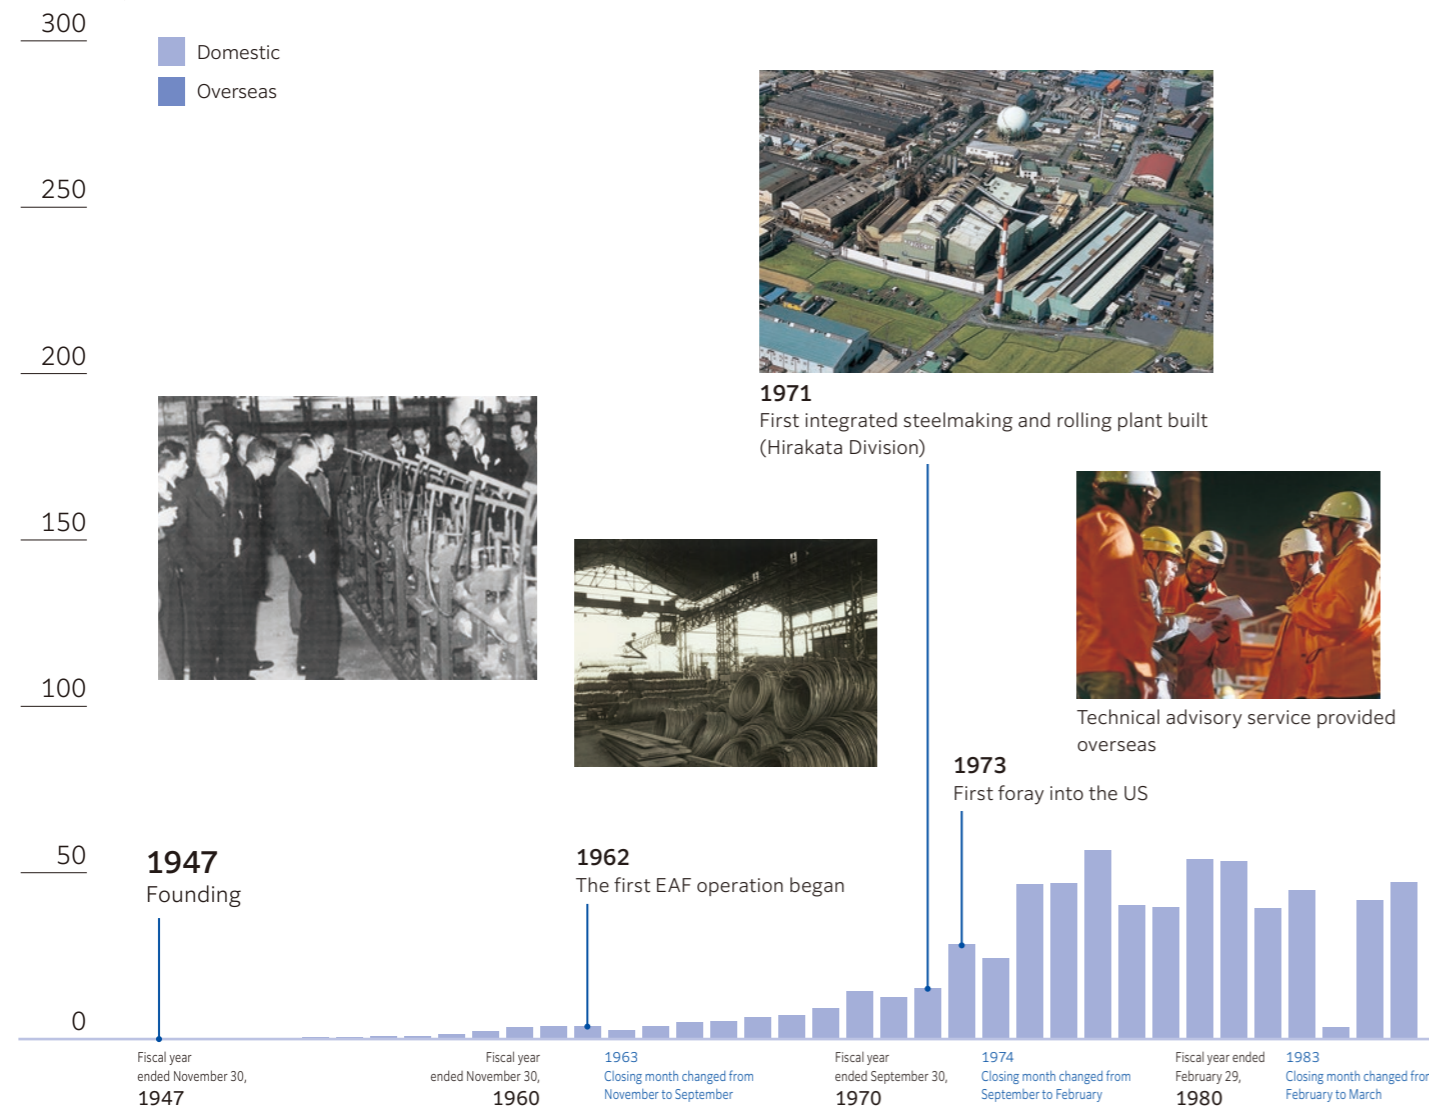 300
250
200
150
100
50
0
Domestic
Overseas
1971
First integrated steelmaking and rolling plant built
(Hirakata Division)
Technical advisory service provided
overseas
1973
First foray into the US
1947
Founding
1962
The first EAF operation began
Fiscal year
ended November 30,
1947
Fiscal year
ended November 30,
1960
1963
Closing month changed from
November to September
Fiscal year
ended September 30,
1970
1974
Closing month changed from
September to February
Fiscal year ended
February 29,
1980
1983
Closing month changed from
February to March